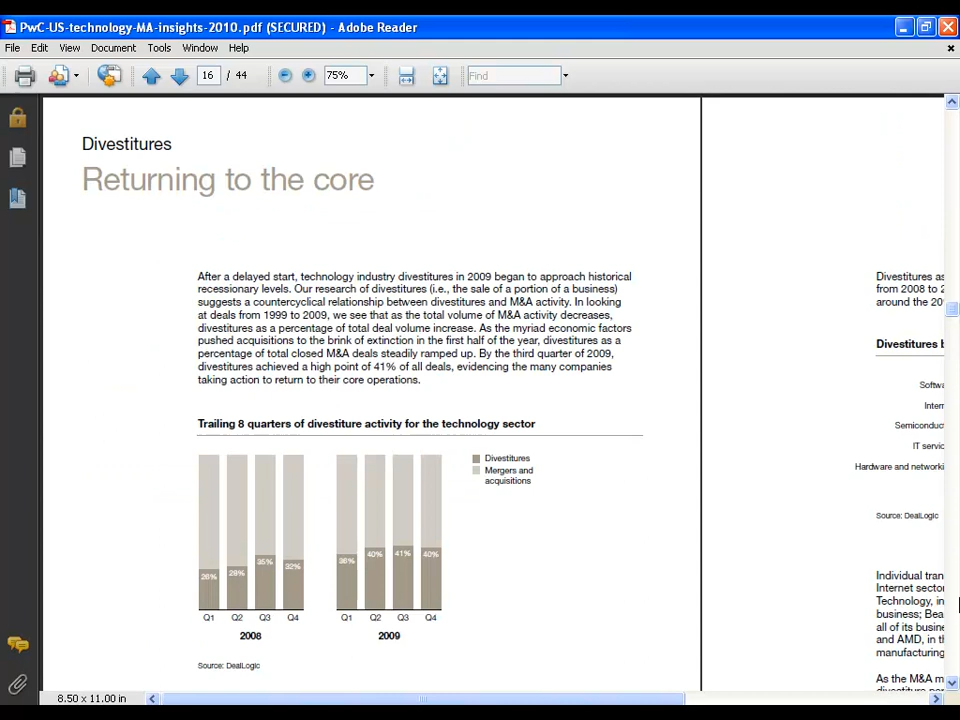 PwC-US-technology-MA-insights-2010.pdf (SECURED) - Adobe Reader
File Edit View Document Tools Window Help
16 / 44 75% Find
Divestitures
Returning to the core
After a delayed start, technology industry divestitures in 2009 began to approach historical
recessionary levels. Our research of divestitures (i.e., the sale of a portion of a business)
suggests a countercyclical relationship between divestitures and M&A activity. In looking
at deals from 1999 to 2009, we see that as the total volume of M&A activity decreases,
divestitures as a percentage of total deal volume increase. As the myriad economic factors
pushed acquisitions to the brink of extinction in the first half of the year, divestitures as a
percentage of total closed M&A deals steadily ramped up. By the third quarter of 2009,
divestitures achieved a high point of 41% of all deals, evidencing the many companies
taking action to return to their core operations.
Trailing 8 quarters of divestiture activity for the technology sector
Divestitures
Mergers and
acquisitions
26% 28% 35% 32% 36% 40% 41% 40%
Q1 Q2 Q3 Q4 Q1 Q2 Q3 Q4
2008 2009
Source: DealLogic
Divestitures as
from 2008 to 2
around the 20
Divestitures b
Softwa
Intern
Semiconduct
IT servic
Hardware and networki
Source: DealLogic
Individual tran
Internet sector
Technology, in
business; Bea
all of its busine
and AMD, in th
manufacturing
As the M&A m
8.50 x 11.00 in